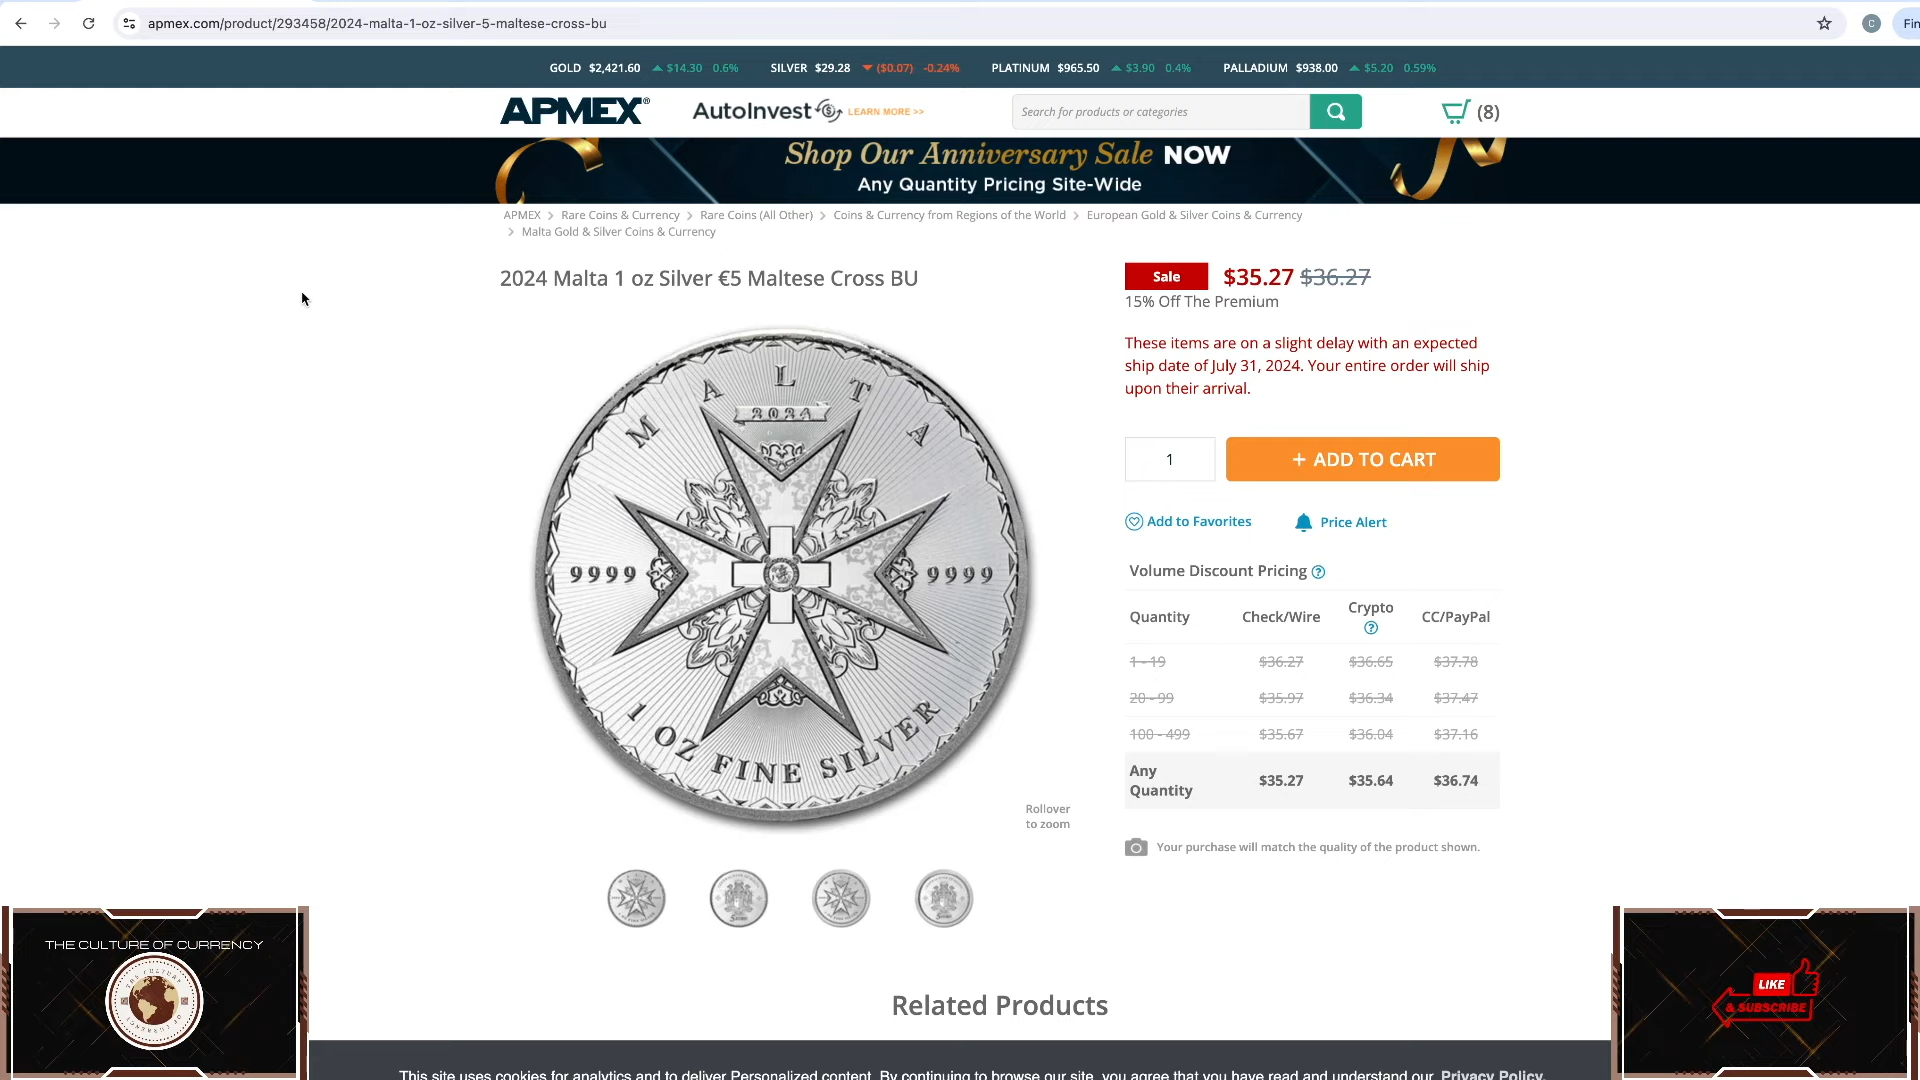 apmex.com/product/293458/2024-malta-1-oz-silver-5-maltese-cross-bu
C
Fin
GOLD $2,421.60 $14.30 0.6% SILVER $29.28 ($0.07) -0.24% PLATINUM $965.50 $3.90 0.4% PALLADIUM $938.00 $5.20 0.59%
APMEX® AutoInvest LEARN MORE >> Search for products or categories (8)
Shop Our Anniversary Sale NOW
Any Quantity Pricing Site-Wide
APMEX > Rare Coins & Currency > Rare Coins (All Other) > Coins & Currency from Regions of the World > European Gold & Silver Coins & Currency
> Malta Gold & Silver Coins & Currency
2024 Malta 1 oz Silver €5 Maltese Cross BU
Sale $35.27 $36.27
15% Off The Premium
These items are on a slight delay with an expected
ship date of July 31, 2024. Your entire order will ship
upon their arrival.
1 + ADD TO CART
Add to Favorites Price Alert
Volume Discount Pricing ?
Quantity Check/Wire Crypto ? CC/PayPal
1 - 19 $36.27 $36.65 $37.78
20 - 99 $35.97 $36.34 $37.47
100 - 499 $35.67 $36.04 $37.16
Any Quantity $35.27 $35.64 $36.74
Your purchase will match the quality of the product shown.
MALTA
2024
9999 9999
1 OZ FINE SILVER
Rollover
to zoom
Related Products
THE CULTURE OF CURRENCY
THE CULTURE
OF CURRENCY
LIKE
& SUBSCRIBE
This site uses cookies for analytics and to deliver Personalized content. By continuing to browse our site, you agree that you have read and understand our Privacy Policy.